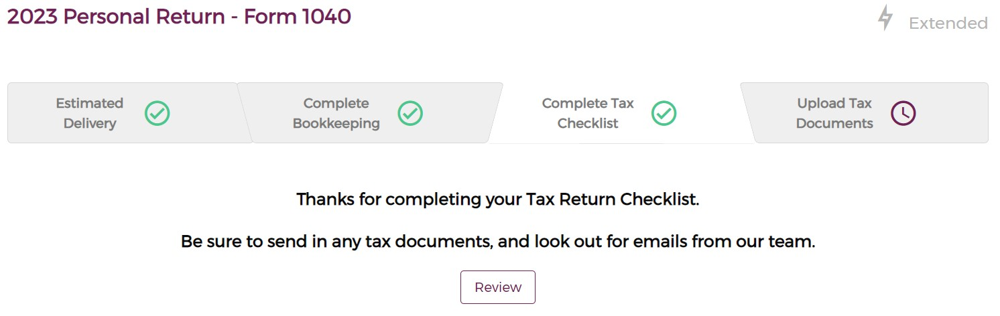 2023 Personal Return - Form 1040
Extended
Estimated
Delivery
Complete
Bookkeeping
Complete Tax
Checklist
Upload Tax
Documents
Thanks for completing your Tax Return Checklist.
Be sure to send in any tax documents, and look out for emails from our team.
Review